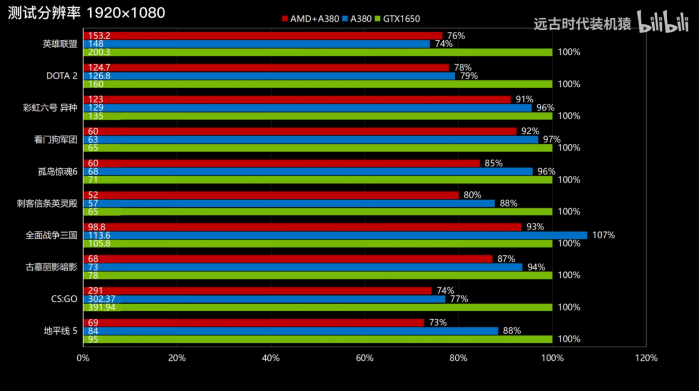 测试分辨率 1920×1080
远古时代装机猿 bilibili
AMD+A380 A380 GTX1650
英雄联盟
153.2 76%
148 74%
200.3 100%
DOTA 2
124.7 78%
126.8 79%
160 100%
彩虹六号 异种
123 91%
129 96%
135 100%
看门狗军团
60 92%
63 97%
65 100%
孤岛惊魂6
60 85%
68 96%
71 100%
刺客信条英灵殿
52 80%
57 88%
65 100%
全面战争三国
98.8 93%
113.6 107%
105.8 100%
古墓丽影暗影
68 87%
73 94%
78 100%
CS:GO
291 74%
302.37 77%
391.94 100%
地平线 5
69 73%
84 88%
95 100%
0% 20% 40% 60% 80% 100% 120%